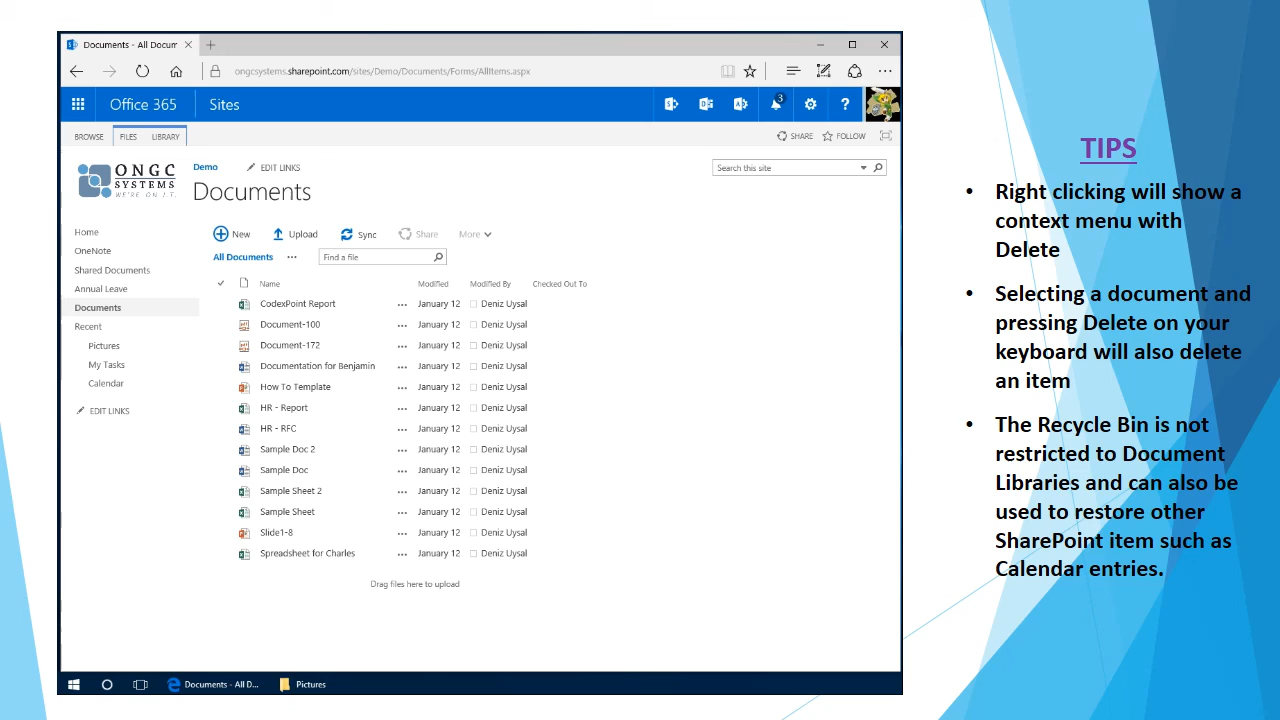 Documents - All Docum
ongcsystems.sharepoint.com/sites/Demo/Documents/Forms/AllItems.aspx
Office 365 Sites 3 ?
BROWSE FILES LIBRARY SHARE FOLLOW
ONGC
SYSTEMS
WE'RE ON I.T.
Demo EDIT LINKS Search this site
Documents
Home
OneNote
Shared Documents
Annual Leave
Documents
Recent
Pictures
My Tasks
Calendar
EDIT LINKS
New Upload Sync Share More
All Documents ... Find a file
Name Modified Modified By Checked Out To
CodexPoint Report ... January 12 Deniz Uysal
Document-100 ... January 12 Deniz Uysal
Document-172 ... January 12 Deniz Uysal
Documentation for Benjamin ... January 12 Deniz Uysal
How To Template ... January 12 Deniz Uysal
HR - Report ... January 12 Deniz Uysal
HR - RFC ... January 12 Deniz Uysal
Sample Doc 2 ... January 12 Deniz Uysal
Sample Doc ... January 12 Deniz Uysal
Sample Sheet 2 ... January 12 Deniz Uysal
Sample Sheet ... January 12 Deniz Uysal
Slide1-8 ... January 12 Deniz Uysal
Spreadsheet for Charles ... January 12 Deniz Uysal
Drag files here to upload
Documents - All D... Pictures
TIPS
• Right clicking will show a
context menu with
Delete
• Selecting a document and
pressing Delete on your
keyboard will also delete
an item
• The Recycle Bin is not
restricted to Document
Libraries and can also be
used to restore other
SharePoint item such as
Calendar entries.